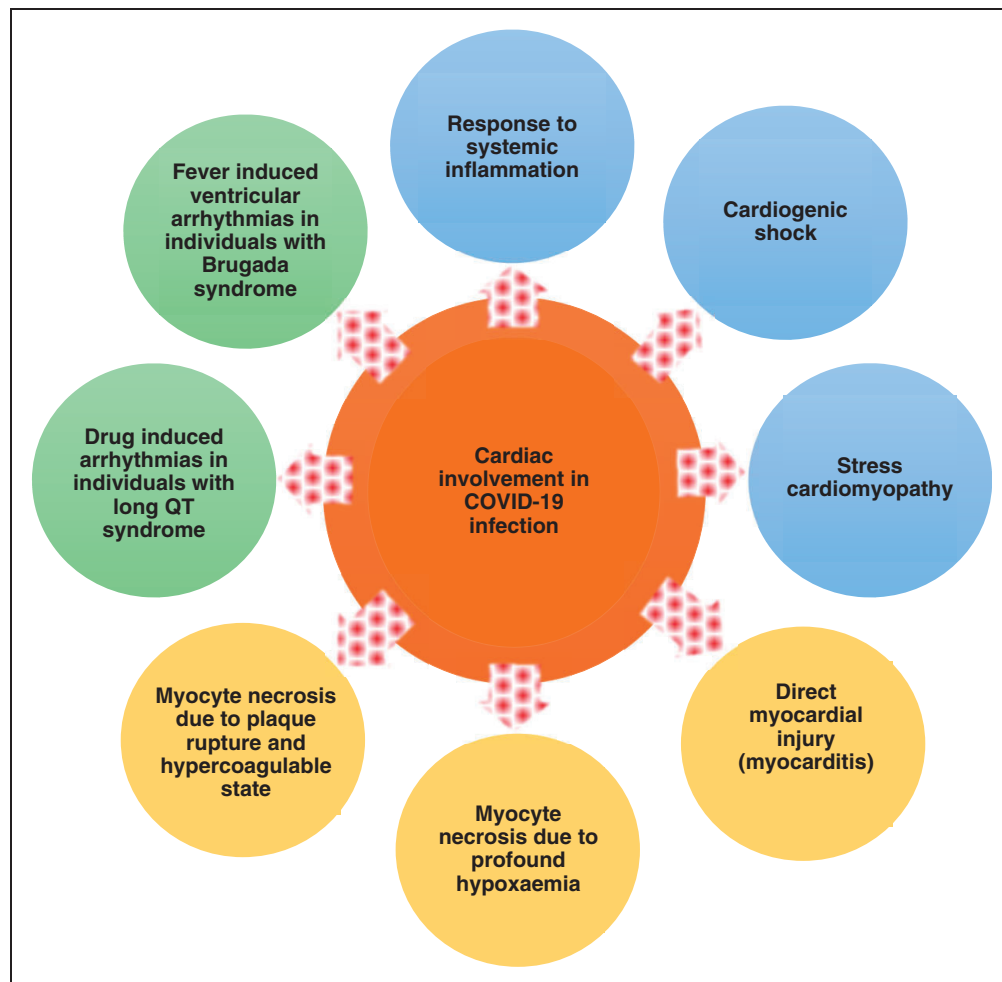 Response to
systemic
inflammation
Cardiogenic
shock
Stress
cardiomyopathy
Direct
myocardial
injury
(myocarditis)
Myocyte
necrosis due to
profound
hypoxaemia
Myocyte necrosis
due to plaque
rupture and
hypercoagulable
state
Drug induced
arrhythmias in
individuals with
long QT
syndrome
Fever induced
ventricular
arrhythmias in
individuals with
Brugada
syndrome
Cardiac
involvement in
COVID-19
infection